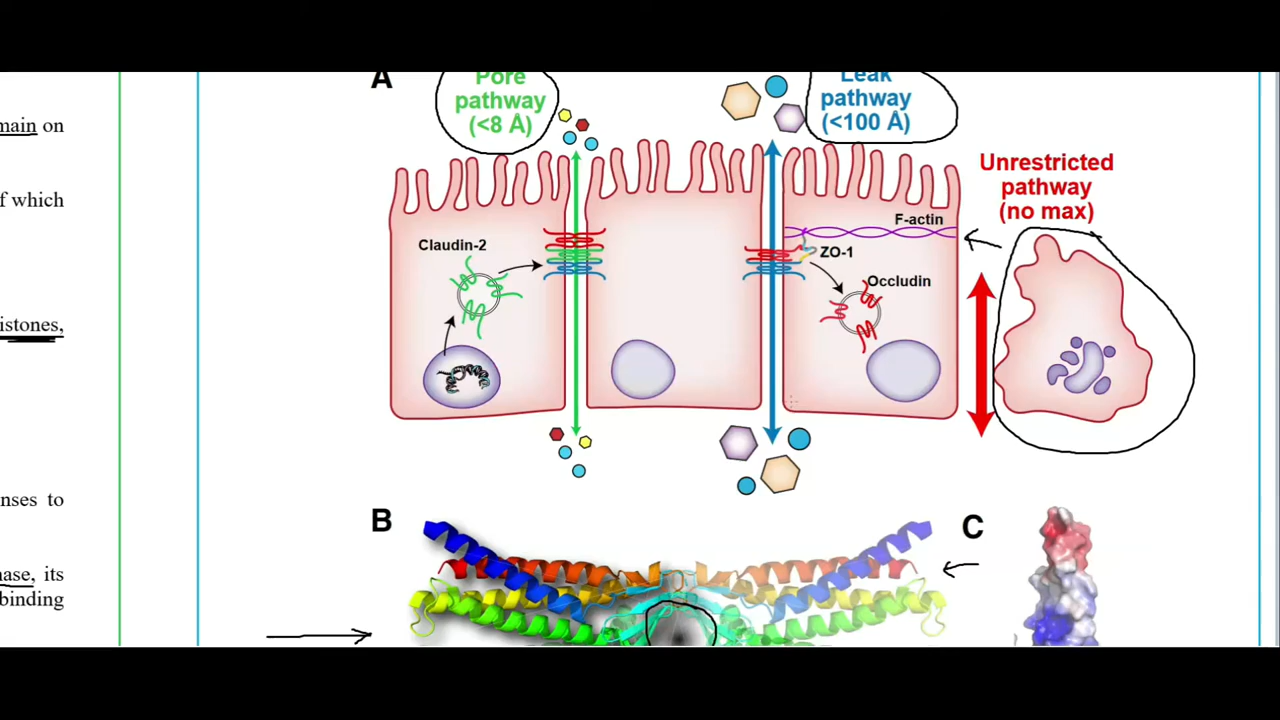 main on
f which
istones,
nses to
nase, its
binding
A
Pore
pathway
(<8 Å)
Leak
pathway
(<100 Å)
Unrestricted
pathway
(no max)
F-actin
Claudin-2
ZO-1
Occludin
B
C